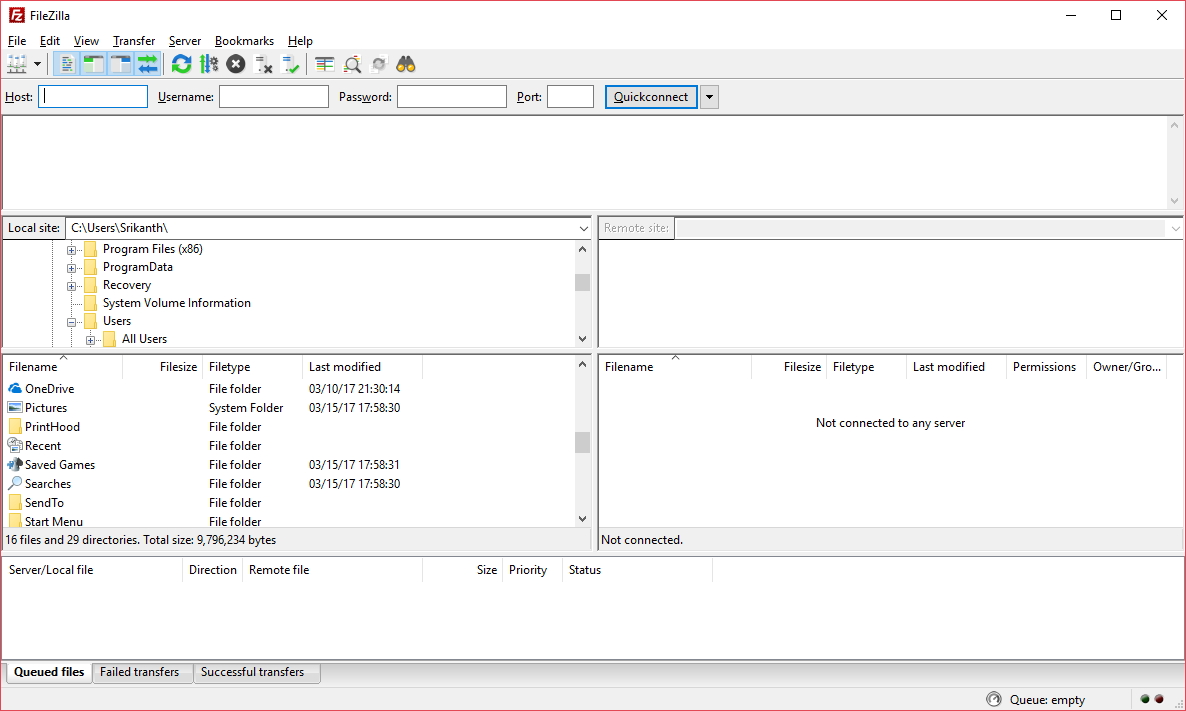 FileZilla
File Edit View Transfer Server Bookmarks Help
Host: Username: Password: Port: Quickconnect
Local site: C:\Users\Srikanth\
Program Files (x86)
ProgramData
Recovery
System Volume Information
Users
All Users
Remote site:
Filename Filesize Filetype Last modified
OneDrive File folder 03/10/17 21:30:14
Pictures System Folder 03/15/17 17:58:30
PrintHood File folder
Recent File folder
Saved Games File folder 03/15/17 17:58:31
Searches File folder 03/15/17 17:58:30
SendTo File folder
Start Menu File folder
16 files and 29 directories. Total size: 9,796,234 bytes
Filename Filesize Filetype Last modified Permissions Owner/Gro...
Not connected to any server
Not connected.
Server/Local file Direction Remote file Size Priority Status
Queued files Failed transfers Successful transfers
Queue: empty